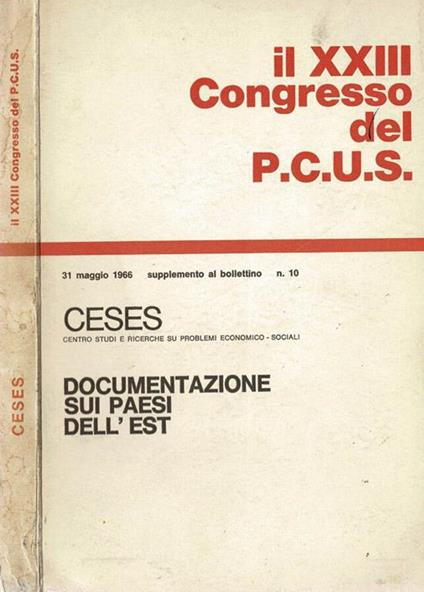 il XXIII Congresso del P.C.U.S.
CESES
il XXIII
Congresso
del
P.C.U.S.
31 maggio 1966 supplemento al bollettino n. 10
CESES
CENTRO STUDI E RICERCHE SU PROBLEMI ECONOMICO - SOCIALI
DOCUMENTAZIONE
SUI PAESI
DELL' EST